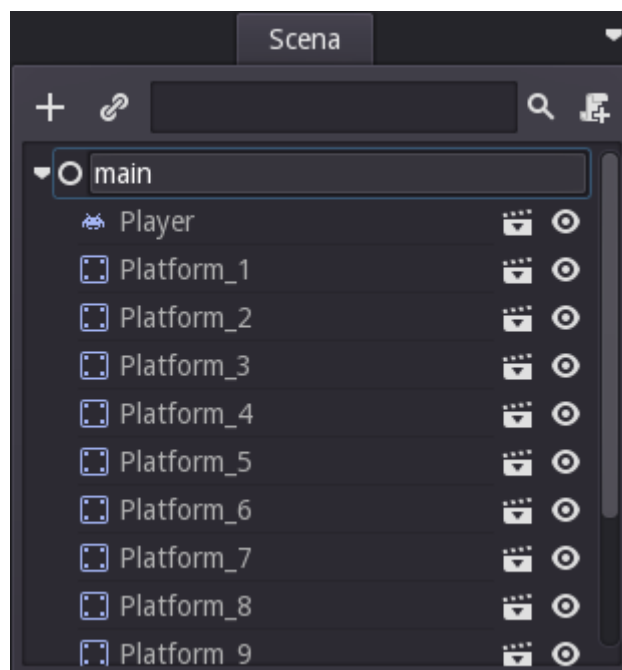 Scena
main
Player
Platform_1
Platform_2
Platform_3
Platform_4
Platform_5
Platform_6
Platform_7
Platform_8
Platform_9